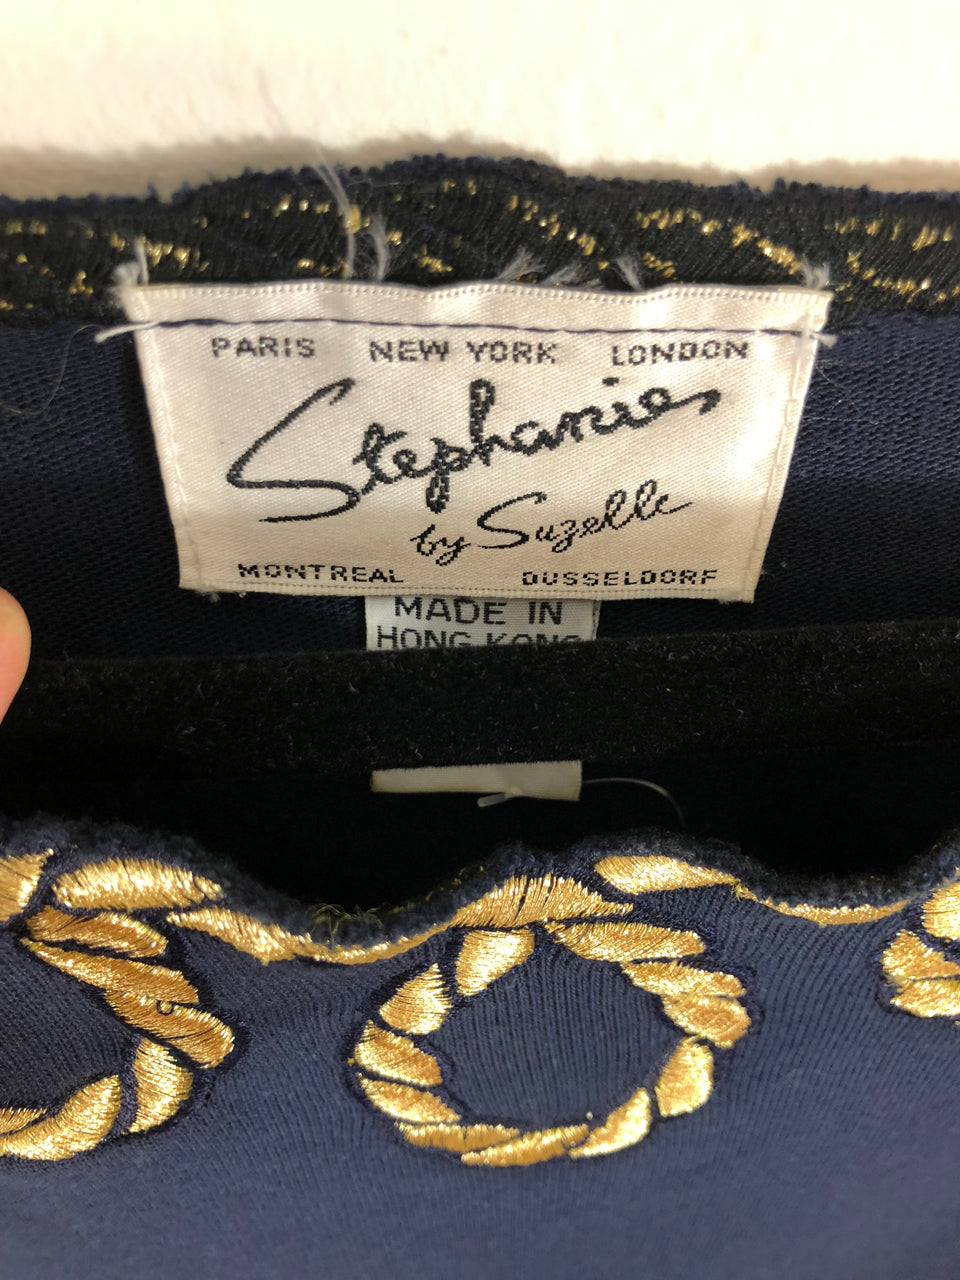 PARIS NEW YORK LONDON
Stephanie
by Suzelle
MONTREAL DUSSELDORF
MADE IN
HONG KONG